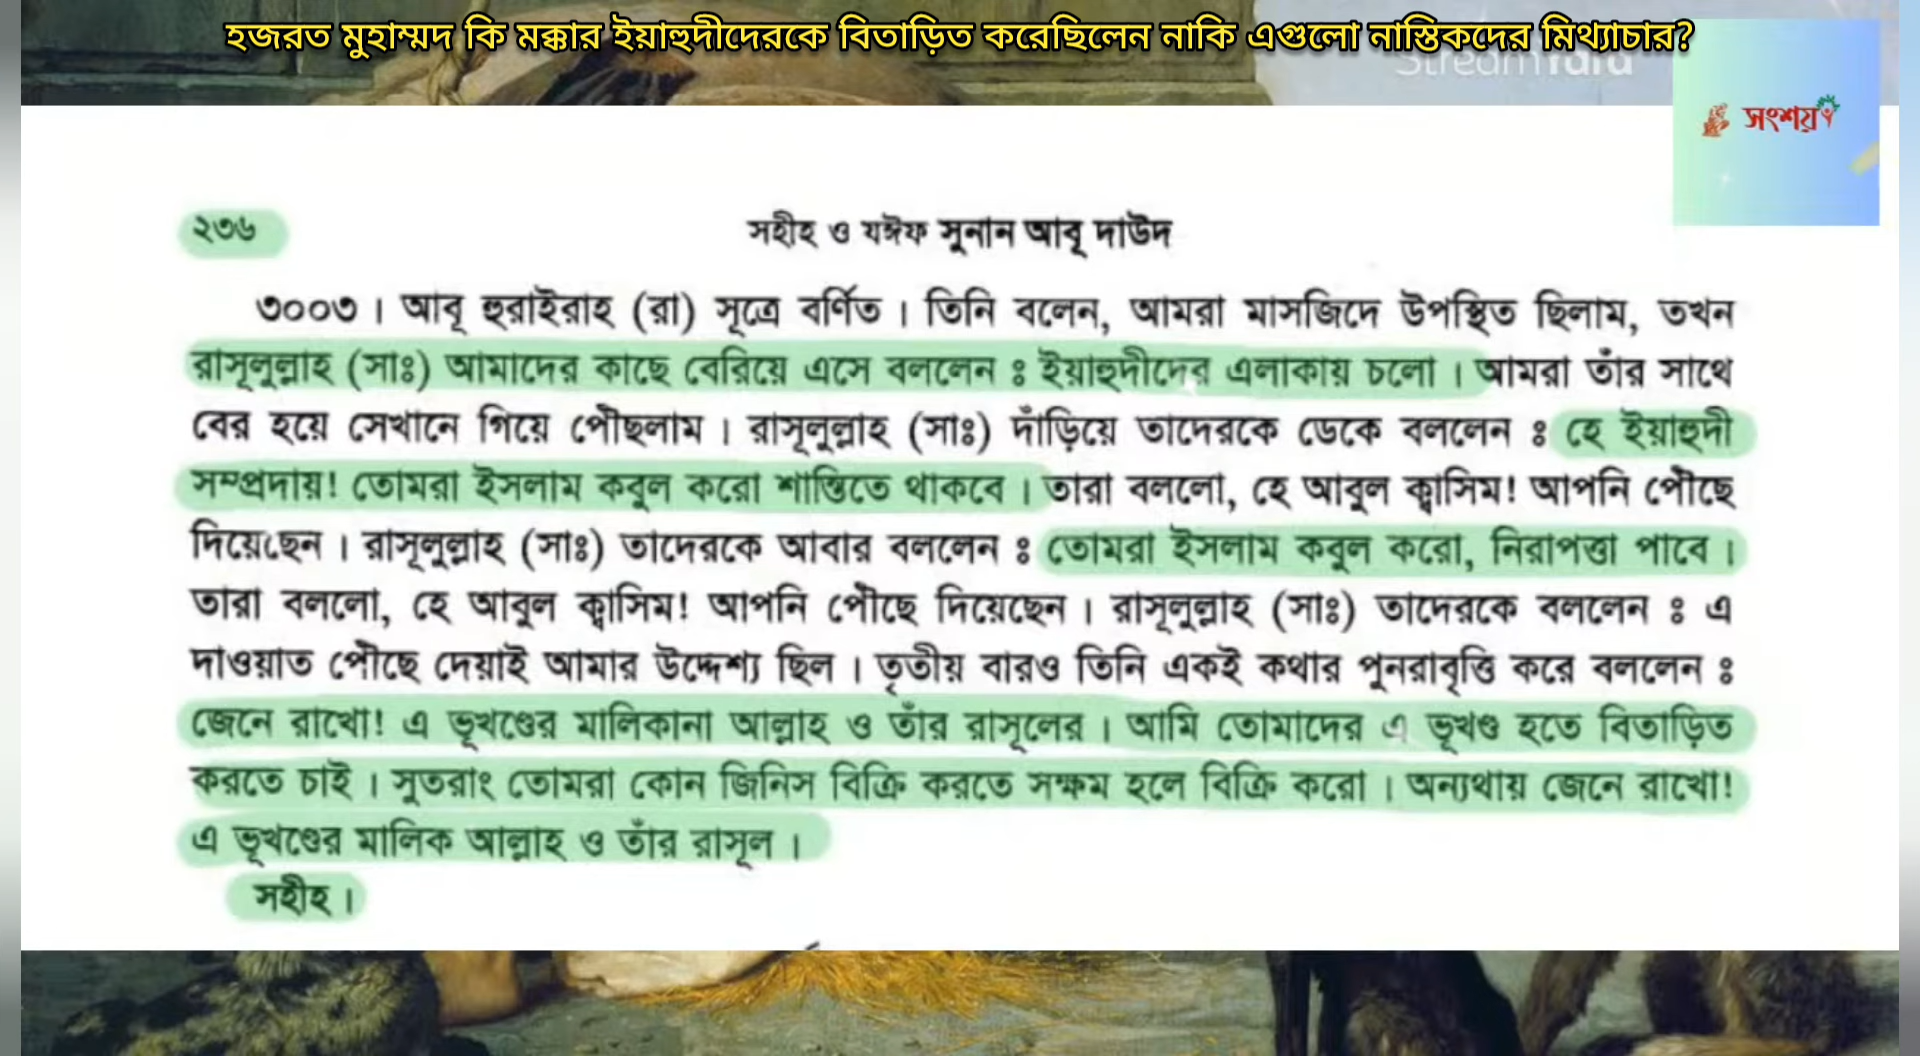 হজরত মুহাম্মদ কি মক্কার ইয়াহুদীদেরকে বিতাড়িত করেছিলেন নাকি এগুলো নাস্তিকদের মিথ্যাচার?
StreamYard
সংশয়
২৩৬
সহীহ ও যঈফ সুনান আবূ দাউদ
৩০০৩। আবূ হুরাইরাহ (রা) সূত্রে বর্ণিত। তিনি বলেন, আমরা মাসজিদে উপস্থিত ছিলাম, তখন
রাসূলুল্লাহ (সাঃ) আমাদের কাছে বেরিয়ে এসে বললেন ঃ ইয়াহুদীদের এলাকায় চলো। আমরা তাঁর সাথে
বের হয়ে সেখানে গিয়ে পৌঁছলাম। রাসূলুল্লাহ (সাঃ) দাঁড়িয়ে তাদেরকে ডেকে বললেন ঃ হে ইয়াহুদী
সম্প্রদায়! তোমরা ইসলাম কবুল করো শান্তিতে থাকবে। তারা বললো, হে আবুল ক্বাসিম! আপনি পৌঁছে
দিয়েছেন। রাসূলুল্লাহ (সাঃ) তাদেরকে আবার বললেন ঃ তোমরা ইসলাম কবুল করো, নিরাপত্তা পাবে।
তারা বললো, হে আবুল ক্বাসিম! আপনি পৌঁছে দিয়েছেন। রাসূলুল্লাহ (সাঃ) তাদেরকে বললেন ঃ এ
দাওয়াত পৌঁছে দেয়াই আমার উদ্দেশ্য ছিল। তৃতীয় বারও তিনি একই কথার পুনরাবৃত্তি করে বললেন ঃ
জেনে রাখো! এ ভূখণ্ডের মালিকানা আল্লাহ ও তাঁর রাসূলের। আমি তোমাদের এ ভূখণ্ড হতে বিতাড়িত
করতে চাই। সুতরাং তোমরা কোন জিনিস বিক্রি করতে সক্ষম হলে বিক্রি করো। অন্যথায় জেনে রাখো!
এ ভূখণ্ডের মালিক আল্লাহ ও তাঁর রাসূল।
সহীহ।